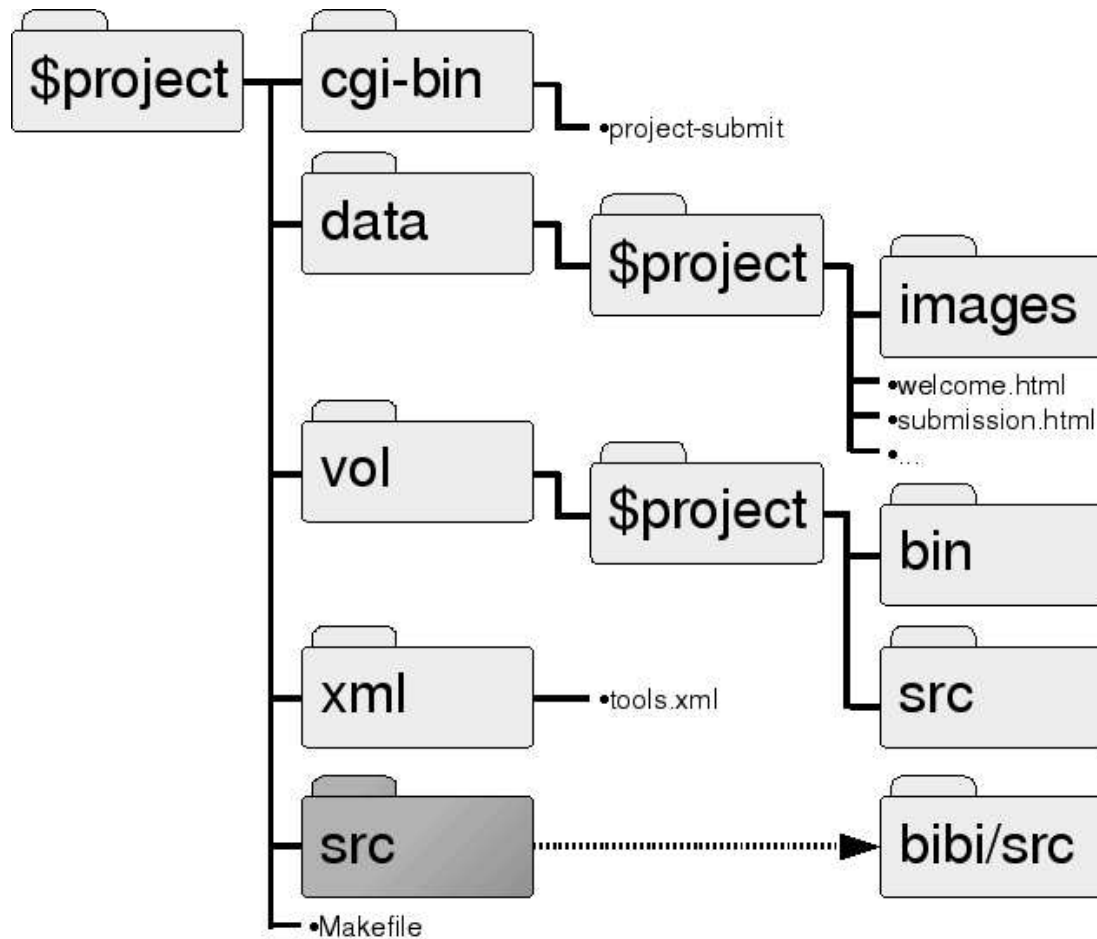 $project
cgi-bin
•project-submit
data
$project
images
•welcome.html
•submission.html
•...
vol
$project
bin
src
xml
•tools.xml
src
bibi/src
•Makefile